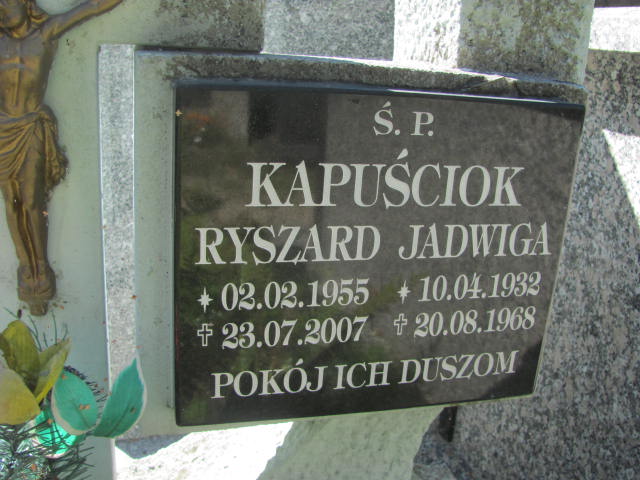 Ś. P.
KAPUŚCIOK
RYSZARD JADWIGA
* 02.02.1955 * 10.04.1932
✝ 23.07.2007 ✝ 20.08.1968
POKÓJ ICH DUSZOM